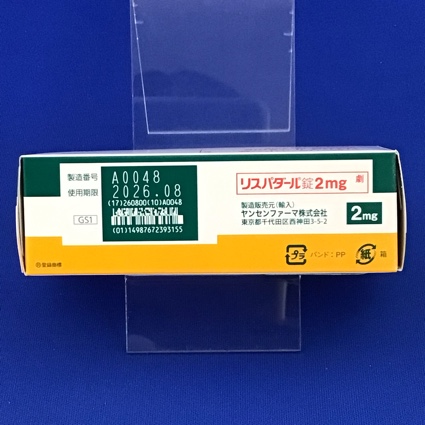 製造番号 A0048
使用期限 2026.08
(17)260800(10)A0048
GS1
(01)14987672393155
リスパダール錠2mg 劇
製造販売元(輸入)
ヤンセンファーマ株式会社
東京都千代田区西神田3-5-2
2mg
プラ バンド:PP 紙 箱
Ⓡ登録商標